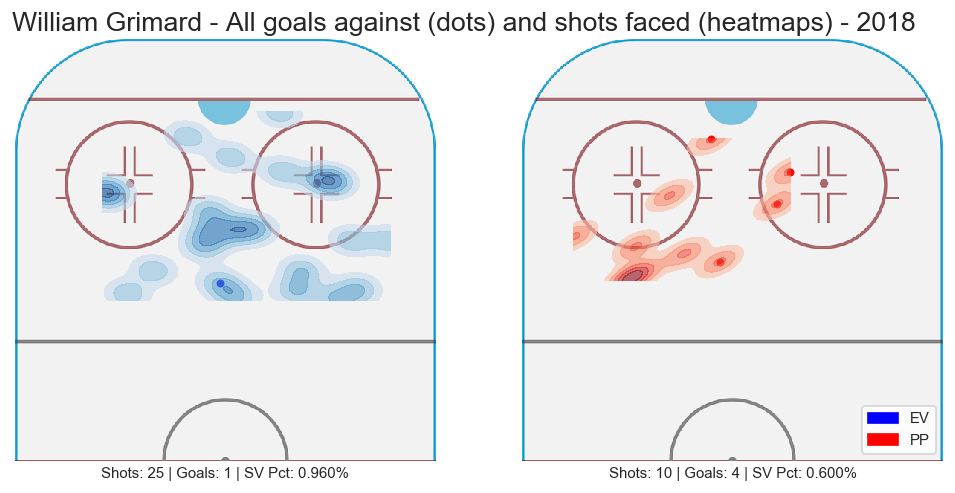 William Grimard - All goals against (dots) and shots faced (heatmaps) - 2018
EV
PP
Shots: 25 | Goals: 1 | SV Pct: 0.960%
Shots: 10 | Goals: 4 | SV Pct: 0.600%